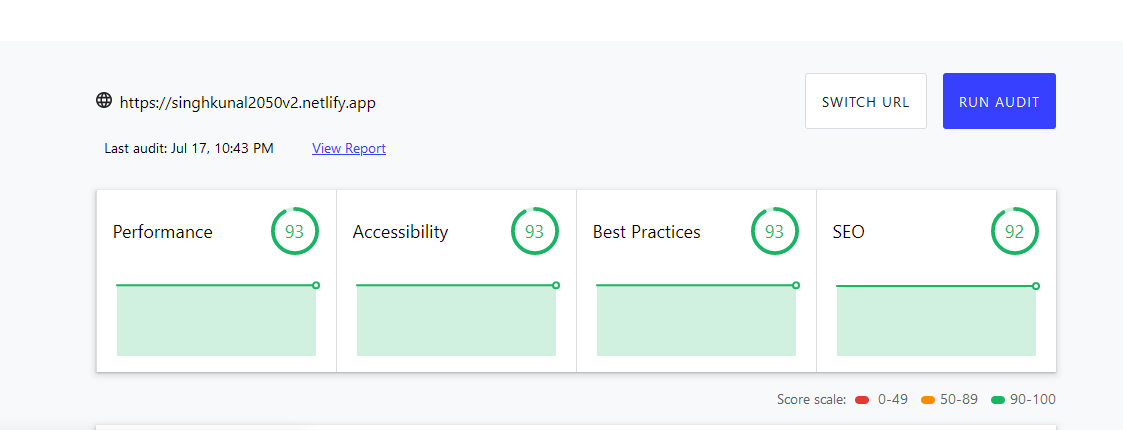 https://singhkunal2050v2.netlify.app
SWITCH URL
RUN AUDIT
Last audit: Jul 17, 10:43 PM
View Report
Performance
93
Accessibility
93
Best Practices
93
SEO
92
Score scale: 0-49 50-89 90-100